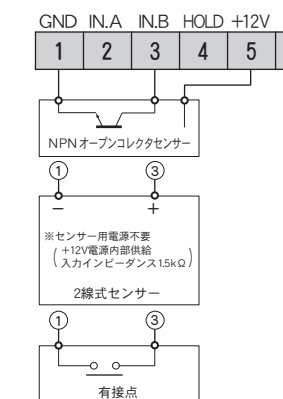 GND IN.A IN.B HOLD +12V
1 2 3 4 5
NPNオープンコレクタセンサー
① ③
− +
※センサー用電源不要
(+12V電源内部供給
入力インピーダンス1.5kΩ)
2線式センサー
① ③
有接点